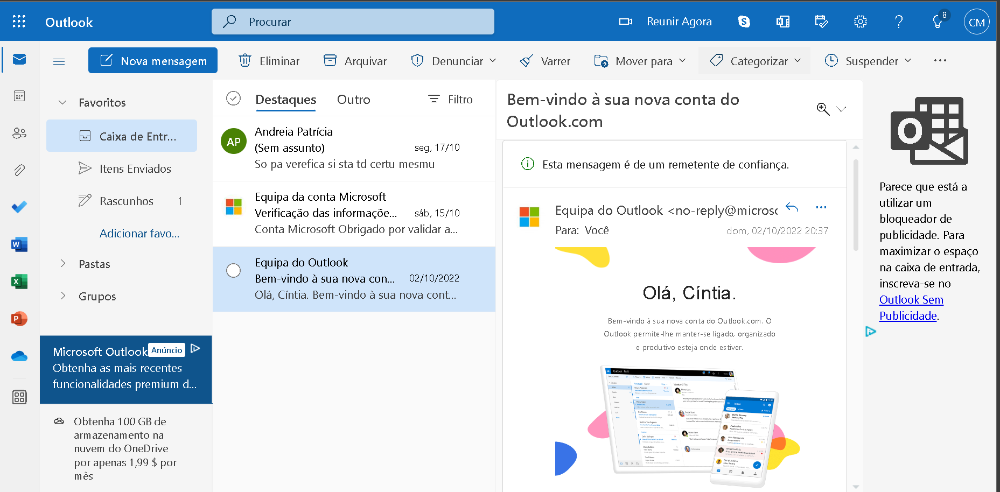 Outlook
Procurar
Reunir Agora
8
CM
Nova mensagem
Eliminar
Arquivar
Denunciar
Varrer
Mover para
Categorizar
Suspender
Favoritos
Caixa de Entr...
Itens Enviados
Rascunhos 1
Adicionar favo...
Pastas
Grupos
Microsoft Outlook Anúncio
Obtenha as mais recentes
funcionalidades premium d...
Obtenha 100 GB de
armazenamento na
nuvem do OneDrive
por apenas 1,99 $ por
mês
Destaques Outro Filtro
AP
Andreia Patrícia
(Sem assunto) seg, 17/10
So pa verefica si sta td certu mesmu
Equipa da conta Microsoft
Verificação das informaçõe... sáb, 15/10
Conta Microsoft Obrigado por validar a...
Equipa do Outlook
Bem-vindo à sua nova con... 02/10/2022
Olá, Cíntia. Bem-vindo à sua nova cont...
Bem-vindo à sua nova conta do
Outlook.com
Esta mensagem é de um remetente de confiança.
Equipa do Outlook <no-reply@microsc
Para: Você
dom, 02/10/2022 20:37
Olá, Cíntia.
Bem-vindo à sua nova conta do Outlook.com. O
Outlook permite-lhe manter-se ligado, organizado
e produtivo esteja onde estiver.
Parece que está a
utilizar um
bloqueador de
publicidade. Para
maximizar o espaço
na caixa de entrada,
inscreva-se no
Outlook Sem
Publicidade.